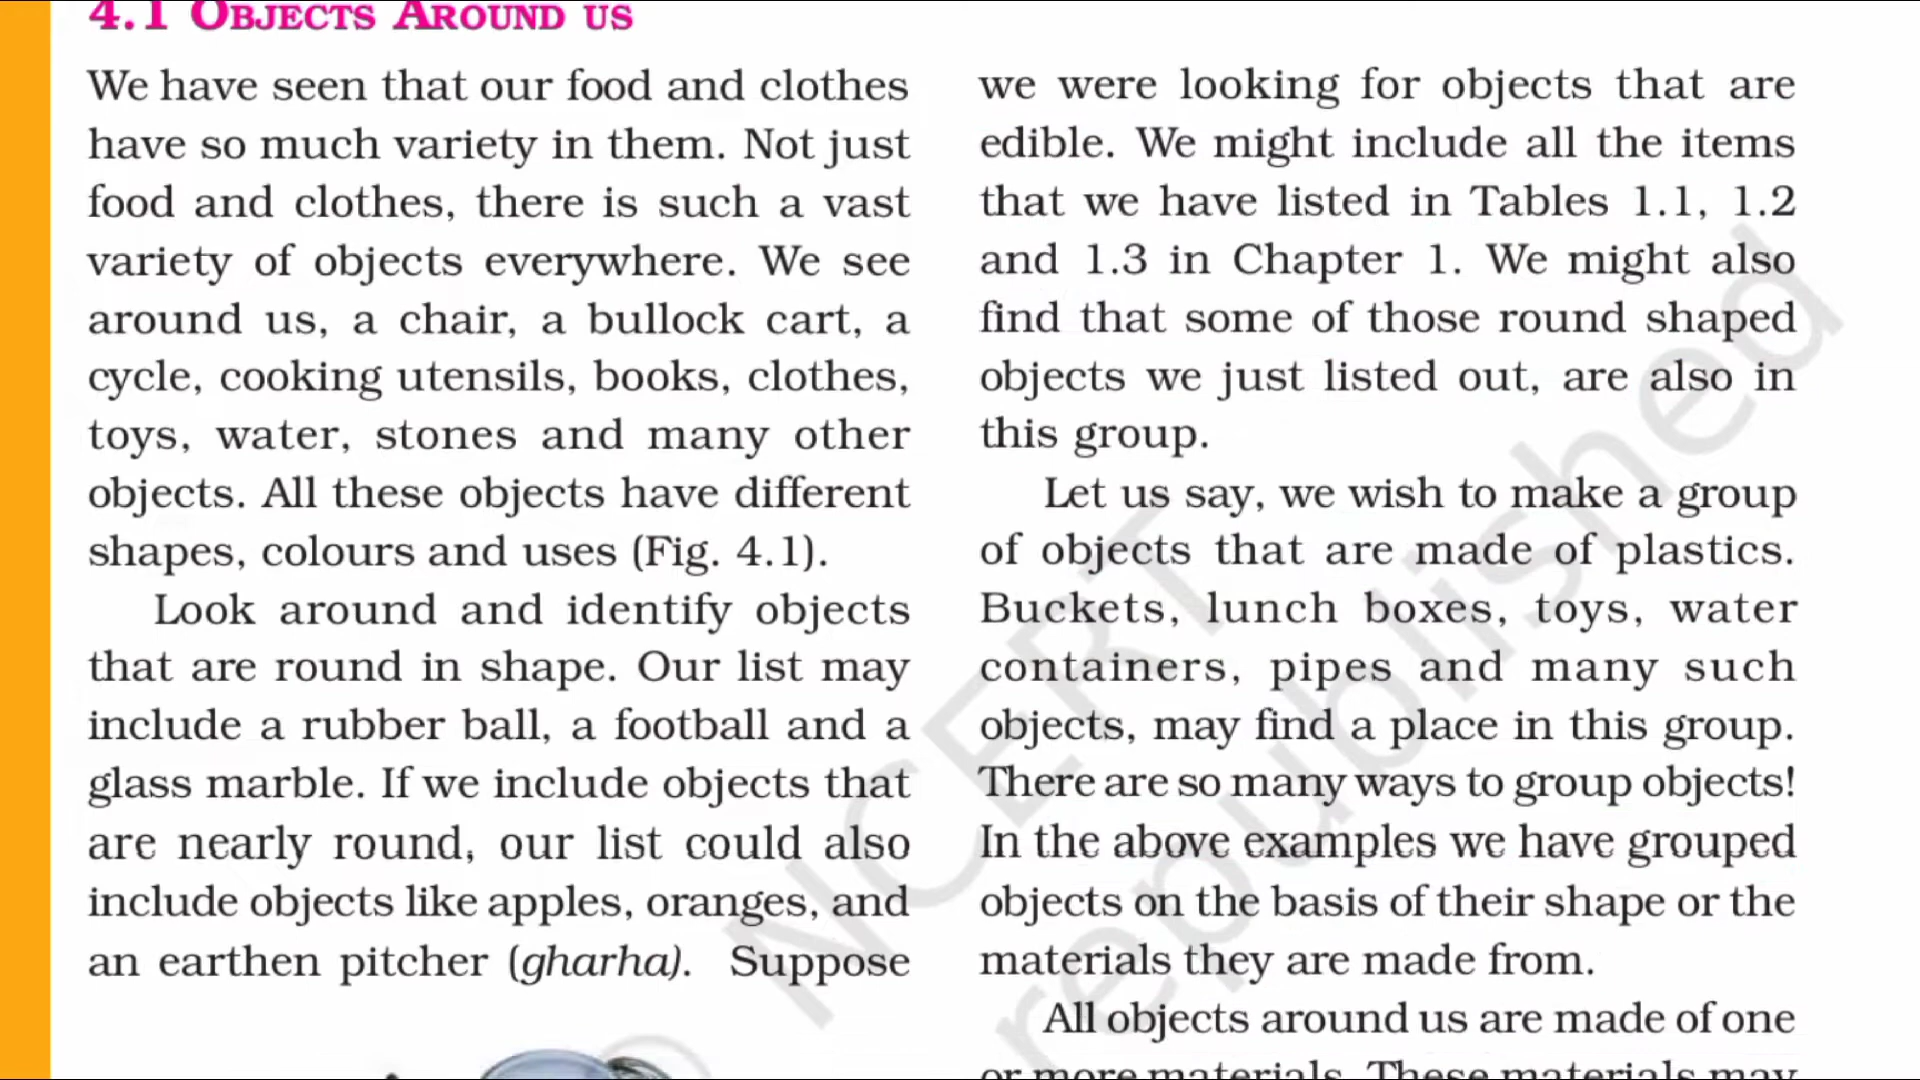 4.1 OBJECTS AROUND US
We have seen that our food and clothes
have so much variety in them. Not just
food and clothes, there is such a vast
variety of objects everywhere. We see
around us, a chair, a bullock cart, a
cycle, cooking utensils, books, clothes,
toys, water, stones and many other
objects. All these objects have different
shapes, colours and uses (Fig. 4.1).
Look around and identify objects
that are round in shape. Our list may
include a rubber ball, a football and a
glass marble. If we include objects that
are nearly round, our list could also
include objects like apples, oranges, and
an earthen pitcher (gharha). Suppose
we were looking for objects that are
edible. We might include all the items
that we have listed in Tables 1.1, 1.2
and 1.3 in Chapter 1. We might also
find that some of those round shaped
objects we just listed out, are also in
this group.
Let us say, we wish to make a group
of objects that are made of plastics.
Buckets, lunch boxes, toys, water
containers, pipes and many such
objects, may find a place in this group.
There are so many ways to group objects!
In the above examples we have grouped
objects on the basis of their shape or the
materials they are made from.
All objects around us are made of one
or more materials. These materials may
© NCERT
republished